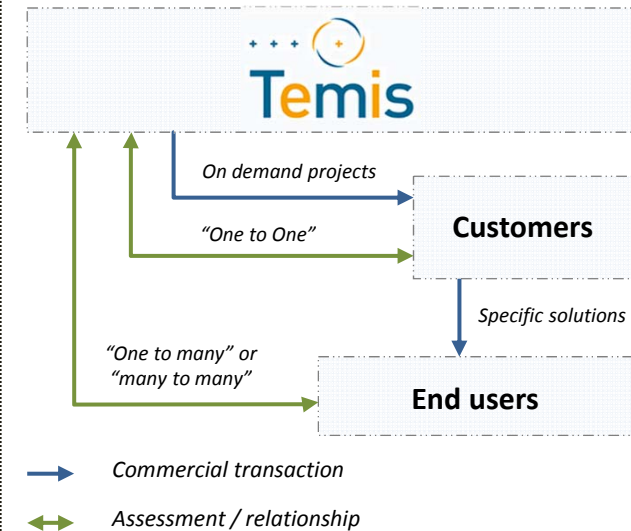 Temis
On demand projects
Customers
“One to One”
Specific solutions
“One to many” or
“many to many”
End users
Commercial transaction
Assessment / relationship